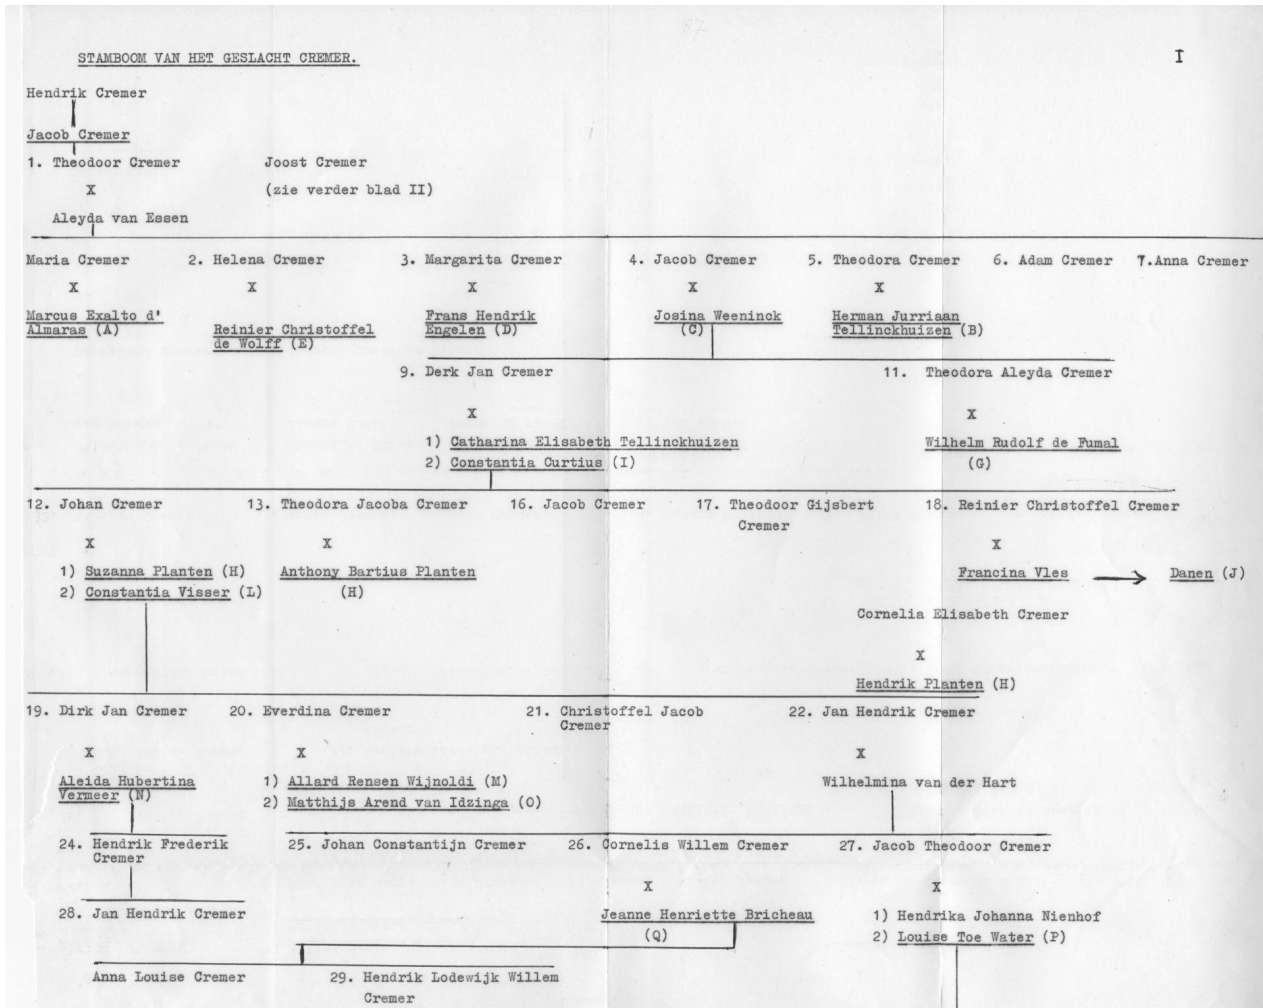 STAMBOOM VAN HET GESLACHT CREMER. I
Hendrik Cremer
Jacob Cremer
1. Theodoor Cremer Joost Cremer
X (zie verder blad II)
Aleyda van Essen
Maria Cremer 2. Helena Cremer 3. Margarita Cremer 4. Jacob Cremer 5. Theodora Cremer 6. Adam Cremer 7.Anna Cremer
X X X X X
Marcus Exalto d' Frans Hendrik Josina Weeninck Herman Jurriaan
Almaras (A) Reinier Christoffel Engelen (D) (C) Tellinckhuizen (B)
de Wolff (E)
9. Derk Jan Cremer 11. Theodora Aleyda Cremer
X X
1) Catharina Elisabeth Tellinckhuizen Wilhelm Rudolf de Fumal
2) Constantia Curtius (I) (G)
12. Johan Cremer 13. Theodora Jacoba Cremer 16. Jacob Cremer 17. Theodoor Gijsbert 18. Reinier Christoffel Cremer
Cremer
X X X
1) Suzanna Planten (H) Anthony Bartius Planten Francina Vles Danen (J)
2) Constantia Visser (L) (H)
Cornelia Elisabeth Cremer
X
Hendrik Planten (H)
19. Dirk Jan Cremer 20. Everdina Cremer 21. Christoffel Jacob 22. Jan Hendrik Cremer
Cremer
X X X
Aleida Hubertina 1) Allard Rensen Wijnoldi (M) Wilhelmina van der Hart
Vermeer (N) 2) Matthijs Arend van Idzinga (O)
24. Hendrik Frederik 25. Johan Constantijn Cremer 26. Cornelis Willem Cremer 27. Jacob Theodoor Cremer
Cremer
X X
28. Jan Hendrik Cremer Jeanne Henriette Bricheau 1) Hendrika Johanna Nienhof
(Q) 2) Louise Toe Water (P)
Anna Louise Cremer 29. Hendrik Lodewijk Willem
Cremer